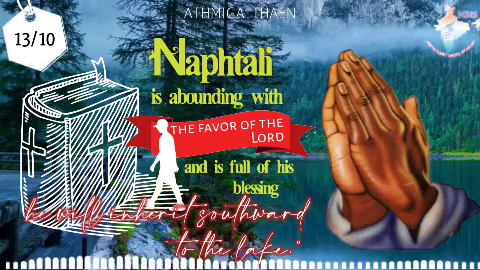 ATHMICA THAEN
13/10
Naphtali
is abounding with
THE FAVOR OF THE
LORD
and is full of his
blessing
he will inherit southward
to the lake."